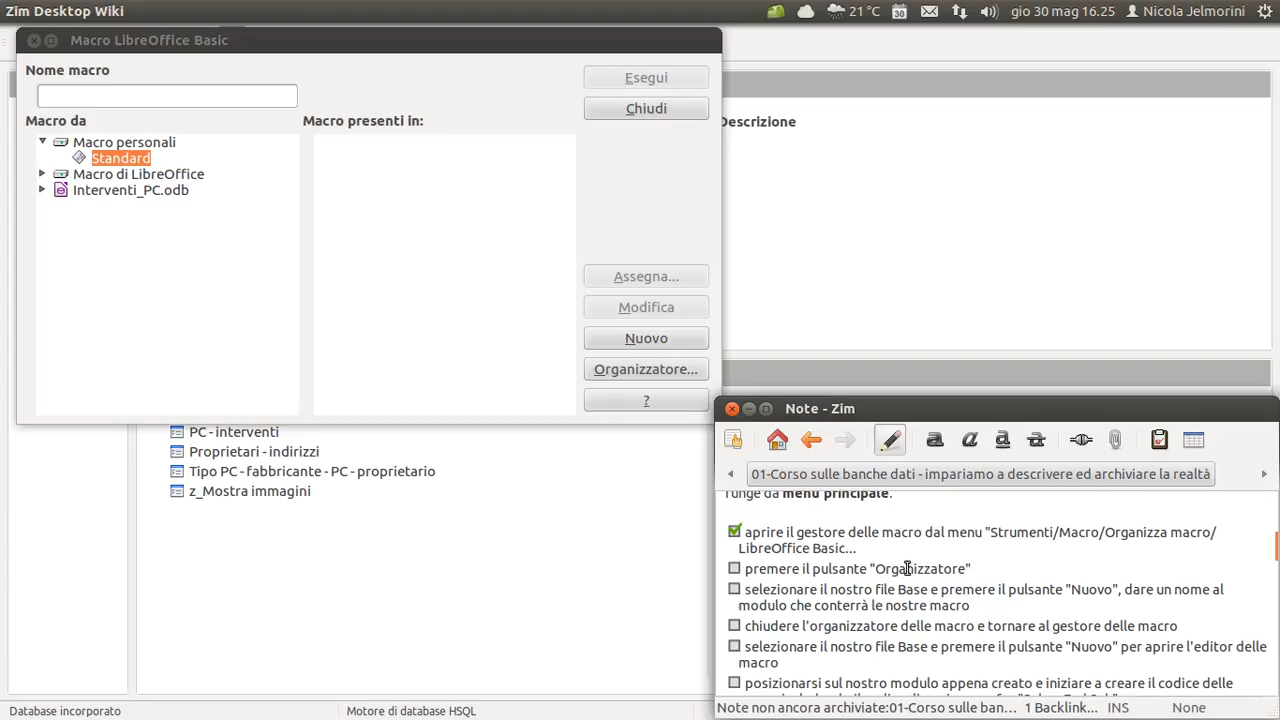 Zim Desktop Wiki
21 °C
gio 30 mag 16.25
Nicola Jelmorini
Macro LibreOffice Basic
Nome macro
Esegui
Chiudi
Macro da
Macro presenti in:
Descrizione
Macro personali
Standard
Macro di LibreOffice
Interventi_PC.odb
Assegna...
Modifica
Nuovo
Organizzatore...
?
PC - interventi
Proprietari - indirizzi
Tipo PC - fabbricante - PC - proprietario
z_Mostra immagini
Note - Zim
01-Corso sulle banche dati - impariamo a descrivere ed archiviare la realtà
funge da menu principale.
aprire il gestore delle macro dal menu "Strumenti/Macro/Organizza macro/
LibreOffice Basic...
premere il pulsante "Organizzatore"
selezionare il nostro file Base e premere il pulsante "Nuovo", dare un nome al
modulo che conterrà le nostre macro
chiudere l'organizzatore delle macro e tornare al gestore delle macro
selezionare il nostro file Base e premere il pulsante "Nuovo" per aprire l'editor delle
macro
posizionarsi sul nostro modulo appena creato e iniziare a creare il codice delle
Note non ancora archiviate:01-Corso sulle ban...
1 Backlink...
INS
None
Database incorporato
Motore di database HSQL